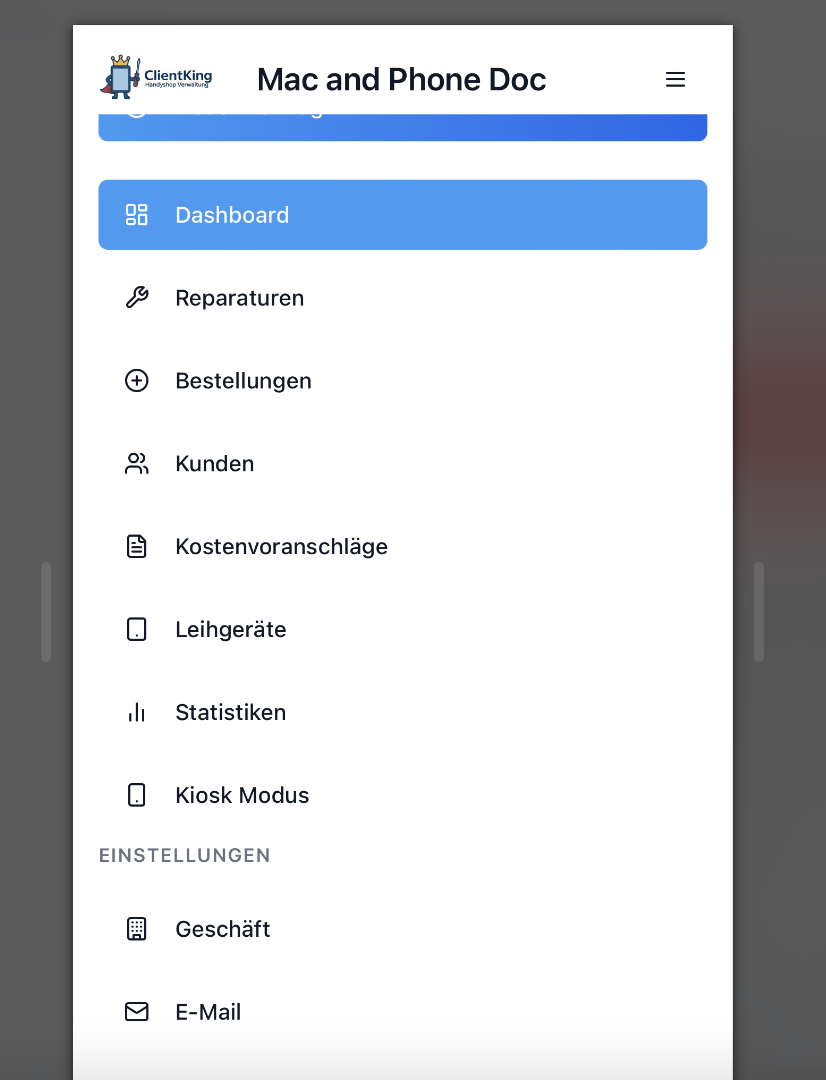 ClientKing
Handyshop Verwaltung
Mac and Phone Doc
Dashboard
Reparaturen
Bestellungen
Kunden
Kostenvoranschläge
Leihgeräte
Statistiken
Kiosk Modus
EINSTELLUNGEN
Geschäft
E-Mail